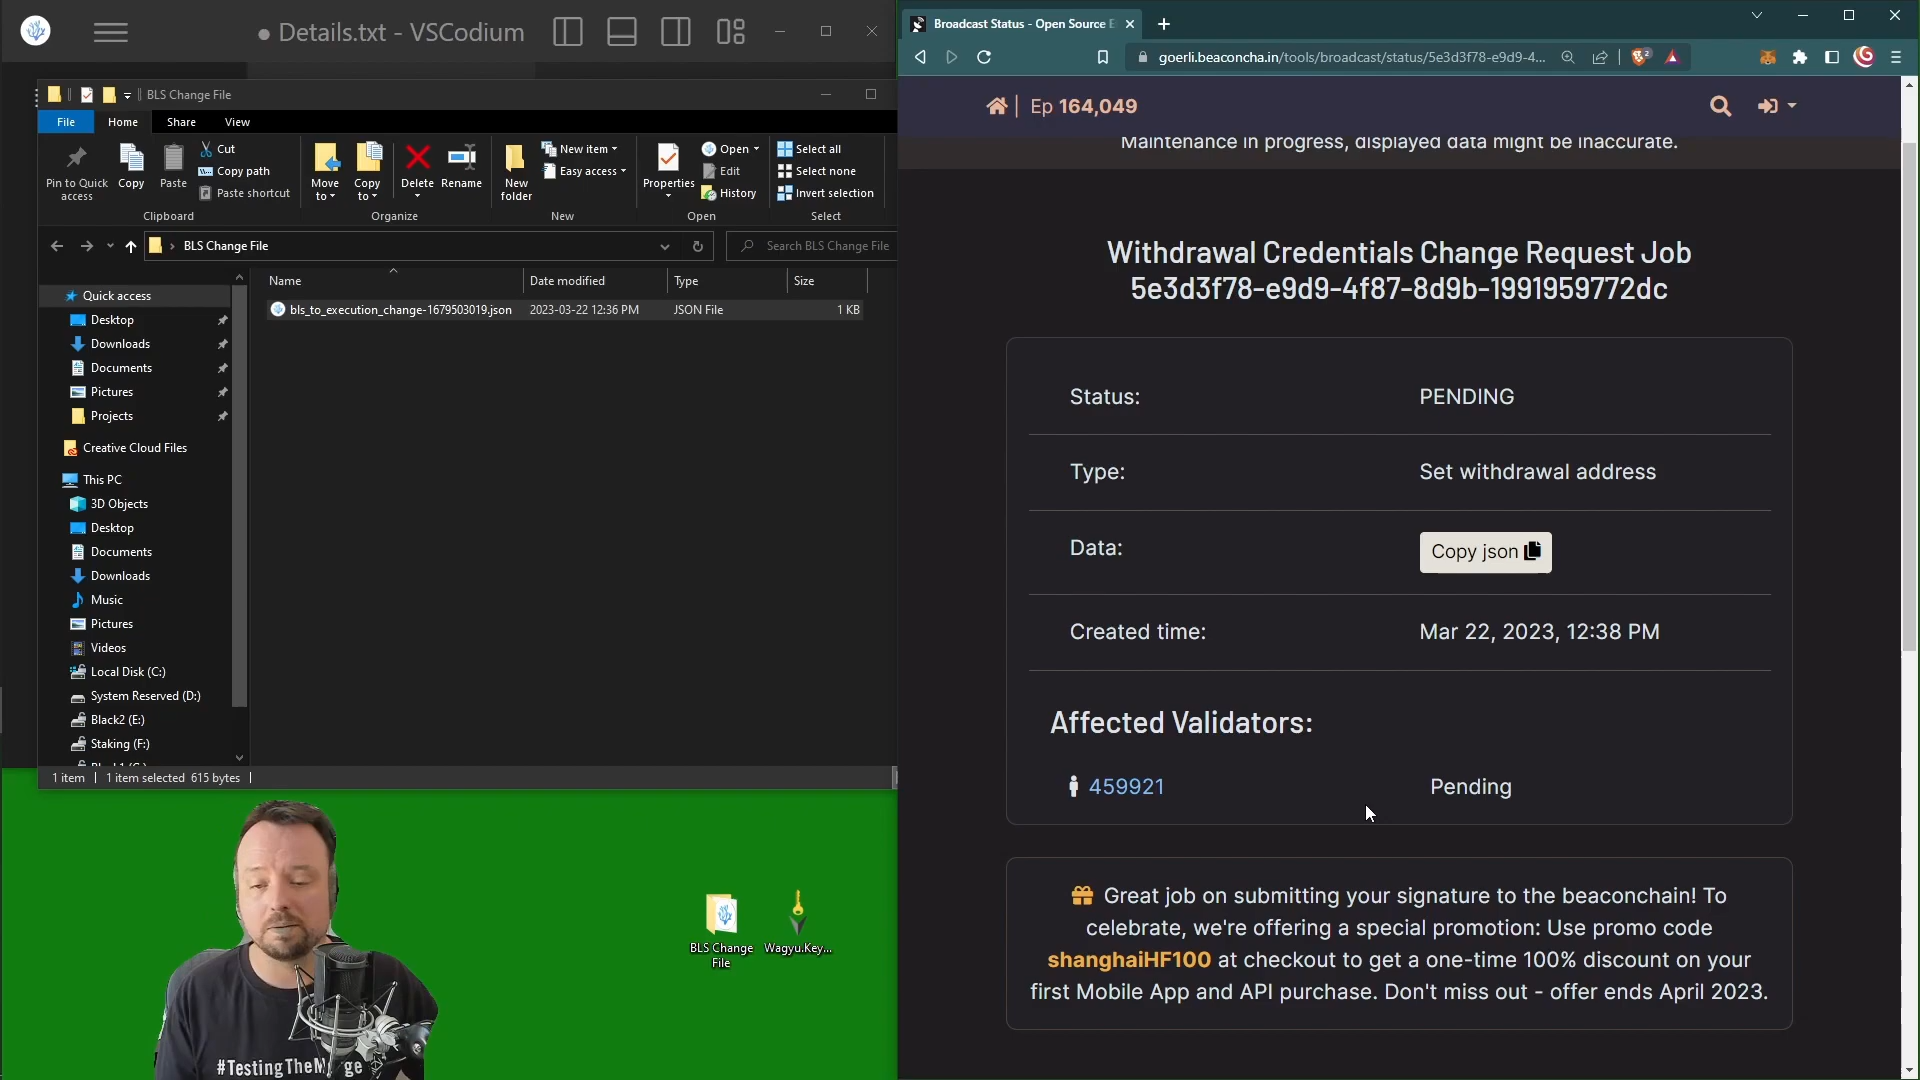 Details.txt - VSCodium
BLS Change File
File
Home
Share
View
Pin to Quick
access
Copy
Paste
Cut
Copy path
Paste shortcut
Clipboard
Move
to
Copy
to
Delete
Rename
Organize
New
folder
New item
Easy access
New
Properties
Open
Edit
History
Open
Select all
Select none
Invert selection
Select
BLS Change File
Search BLS Change File
Name
Date modified
Type
Size
bls_to_execution_change-1679503019.json
2023-03-22 12:36 PM
JSON File
1 KB
Quick access
Desktop
Downloads
Documents
Pictures
Projects
Creative Cloud Files
This PC
3D Objects
Desktop
Documents
Downloads
Music
Pictures
Videos
Local Disk (C:)
System Reserved (D:)
Black2 (E:)
Staking (F:)
1 item
1 item selected 615 bytes
BLS Change
File
Wagyu.Key...
#TestingTheM ge
Broadcast Status - Open Source E
goerli.beaconcha.in/tools/broadcast/status/5e3d3f78-e9d9-4...
2
Ep 164,049
Maintenance in progress, displayed data might be inaccurate.
Withdrawal Credentials Change Request Job
5e3d3f78-e9d9-4f87-8d9b-1991959772dc
Status:
PENDING
Type:
Set withdrawal address
Data:
Copy json
Created time:
Mar 22, 2023, 12:38 PM
Affected Validators:
459921
Pending
Great job on submitting your signature to the beaconchain! To
celebrate, we're offering a special promotion: Use promo code
shanghaiHF100 at checkout to get a one-time 100% discount on your
first Mobile App and API purchase. Don't miss out - offer ends April 2023.